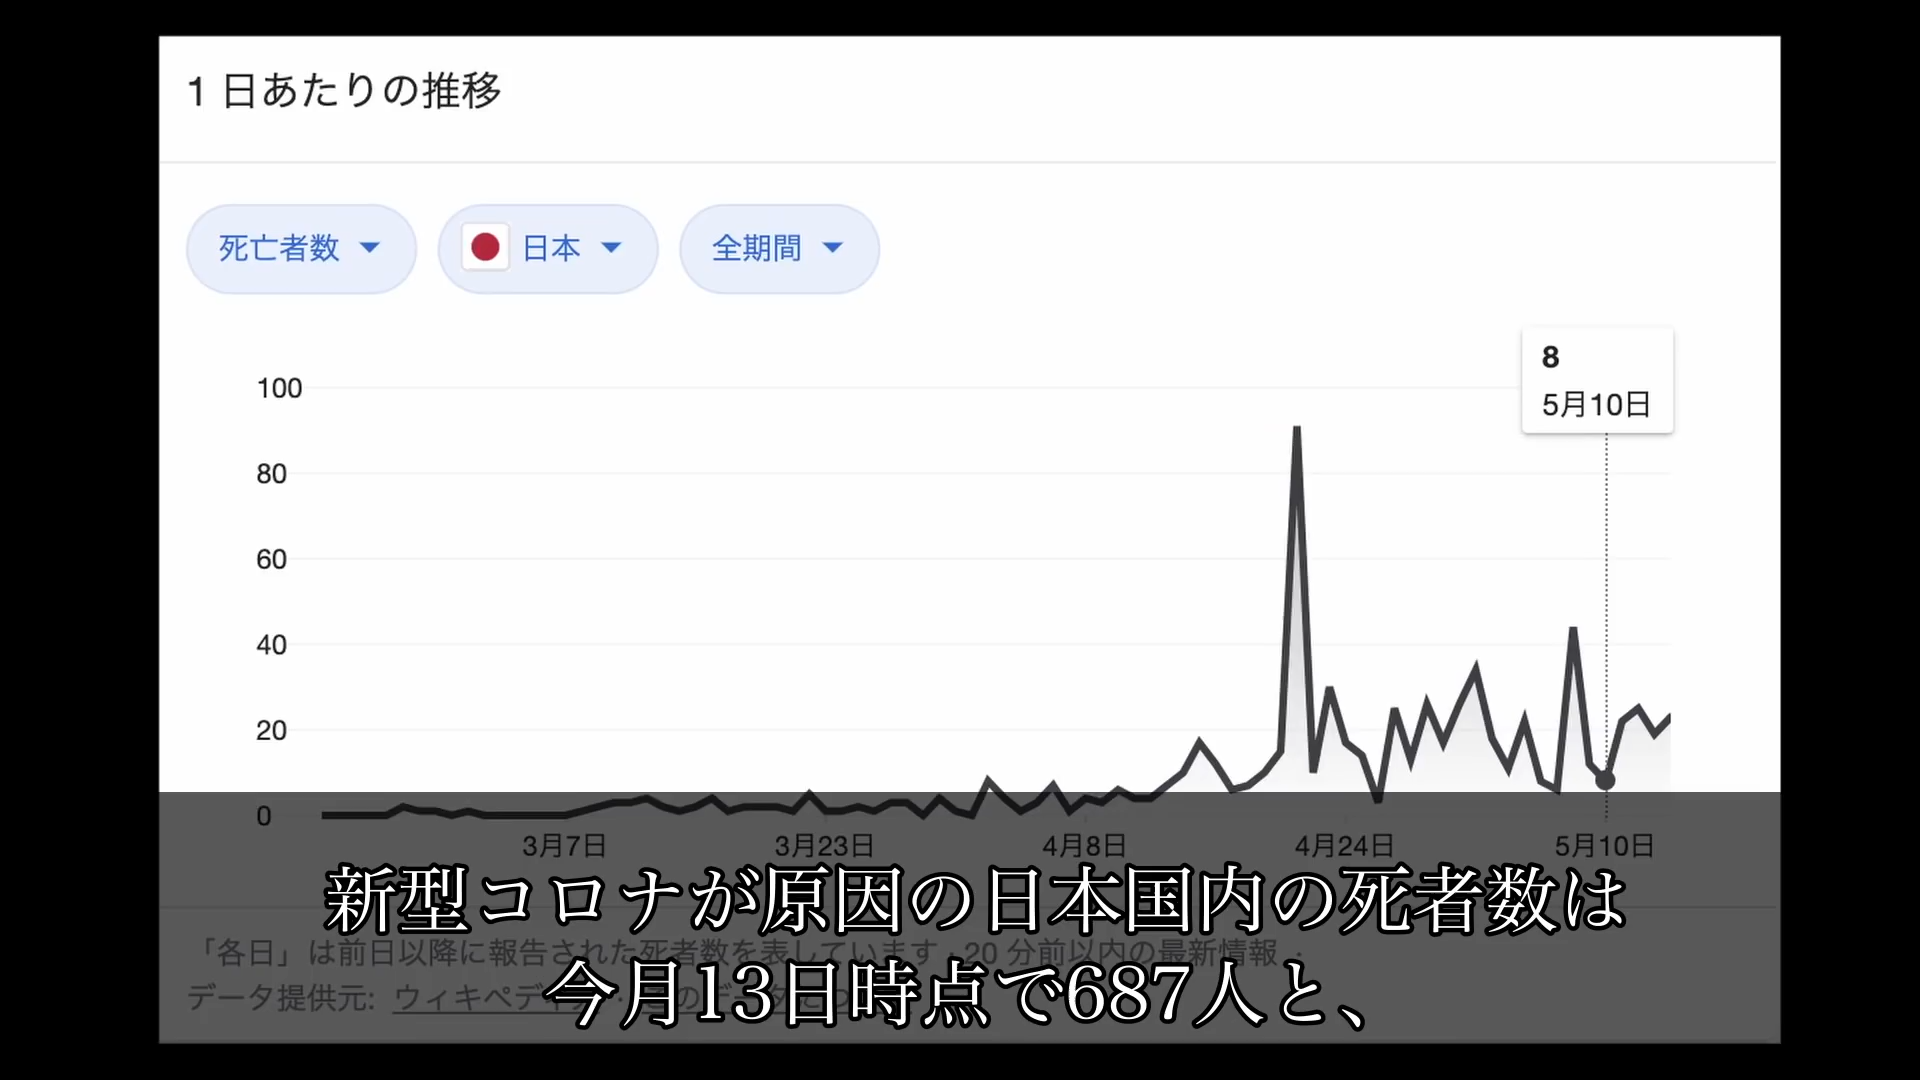 1 日あたりの推移
死亡者数
日本
全期間
8
5月10日
100
80
60
40
20
0
3月7日
3月23日
4月8日
4月24日
5月10日
新型コロナが原因の日本国内の死者数は
「各日」は前日以降に報告された死者数を表しています · 20 分前以内の最新情報 ·
今月13日時点で687人と、
データ提供元: ウィキペディ